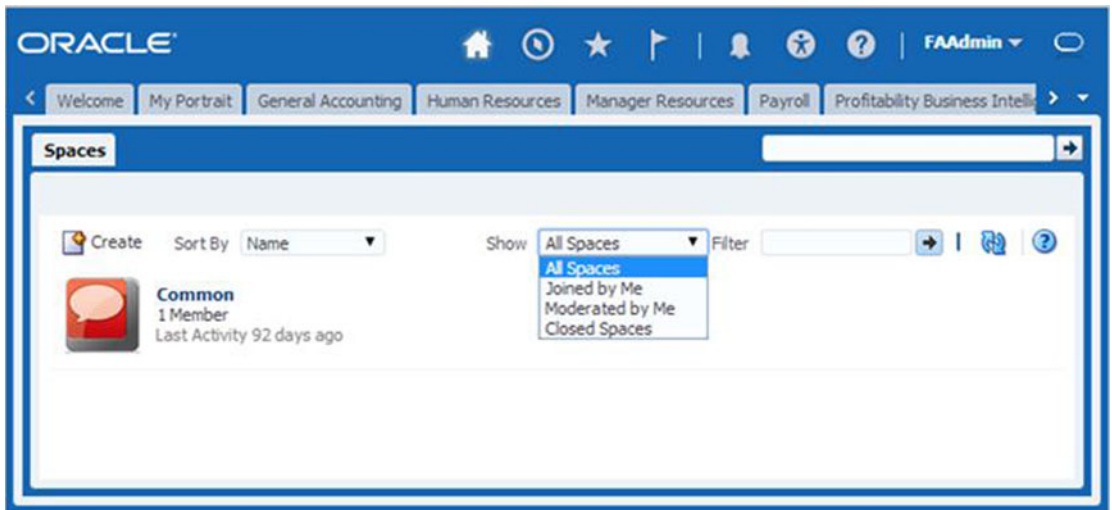 ORACLE
FAAdmin
Welcome My Portrait General Accounting Human Resources Manager Resources Payroll Profitability Business Intelli
Spaces
Create Sort By Name Show All Spaces Filter
All Spaces
Joined by Me
Moderated by Me
Closed Spaces
Common
1 Member
Last Activity 92 days ago